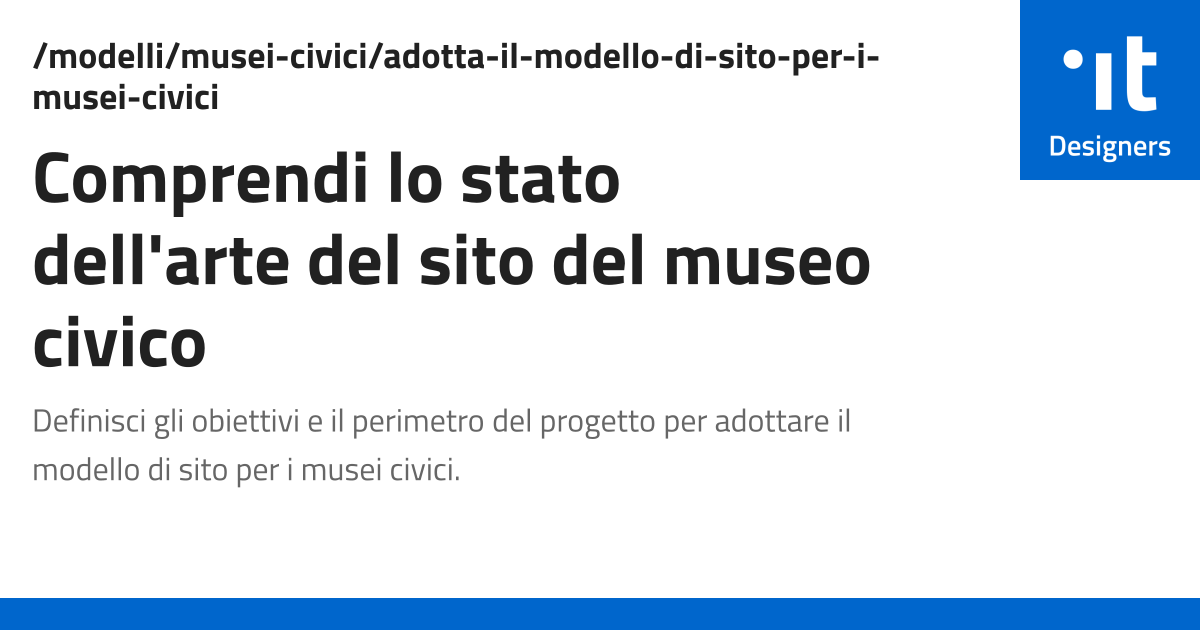 /modelli/musei-civici/adotta-il-modello-di-sito-per-i-
musei-civici
Comprendi lo stato
dell'arte del sito del museo
civico
Definisci gli obiettivi e il perimetro del progetto per adottare il
modello di sito per i musei civici.
it
Designers